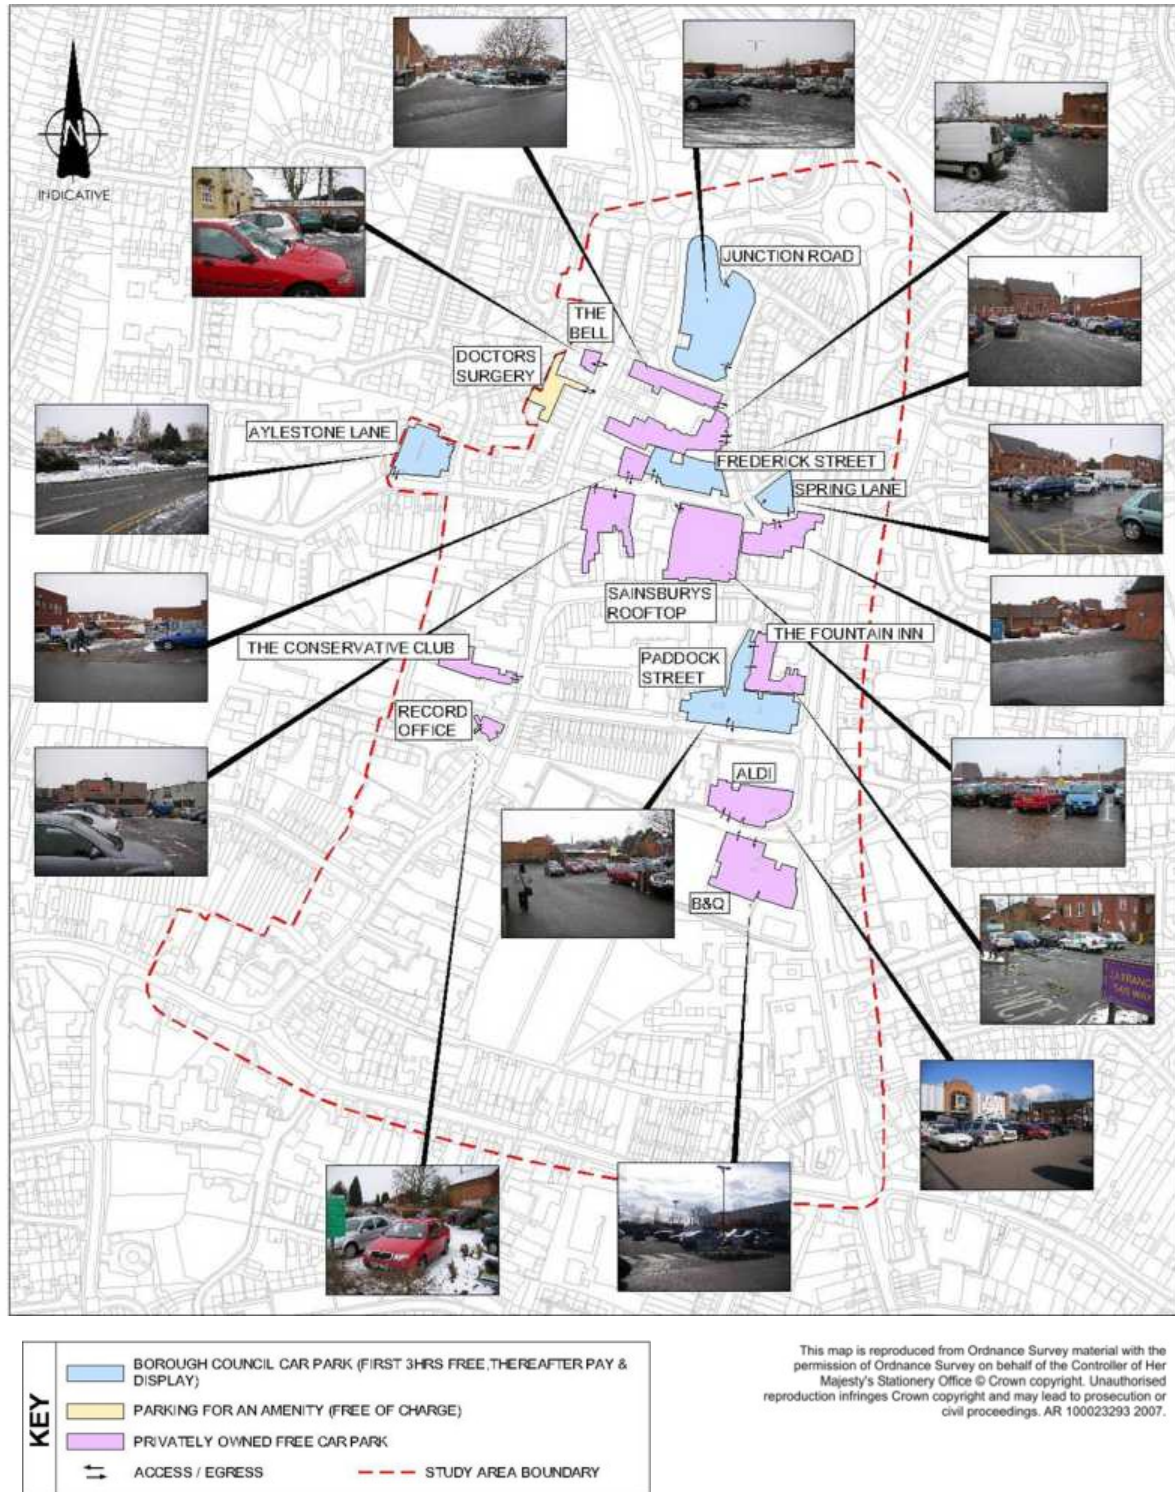 N
INDICATIVE
JUNCTION ROAD
THE
BELL
DOCTORS
SURGERY
AYLESTONE LANE
FREDERICK STREET
SPRING LANE
SAINSBURYS
ROOFTOP
THE CONSERVATIVE CLUB
THE FOUNTAIN INN
PADDOCK
STREET
RECORD
OFFICE
ALDI
B&Q
KEY
BOROUGH COUNCIL CAR PARK (FIRST 3HRS FREE,THEREAFTER PAY &
DISPLAY)
PARKING FOR AN AMENITY (FREE OF CHARGE)
PRIVATELY OWNED FREE CAR PARK
ACCESS / EGRESS
STUDY AREA BOUNDARY
This map is reproduced from Ordnance Survey material with the
permission of Ordnance Survey on behalf of the Controller of Her
Majesty's Stationery Office © Crown copyright. Unauthorised
reproduction infringes Crown copyright and may lead to prosecution or
civil proceedings. AR 100023293 2007.